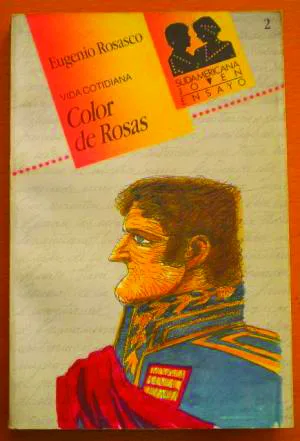 Eugenio Rosasco
2
VIDA COTIDIANA
Color
de Rosas
SUDAMERICANA
JOVEN
ENSAYO